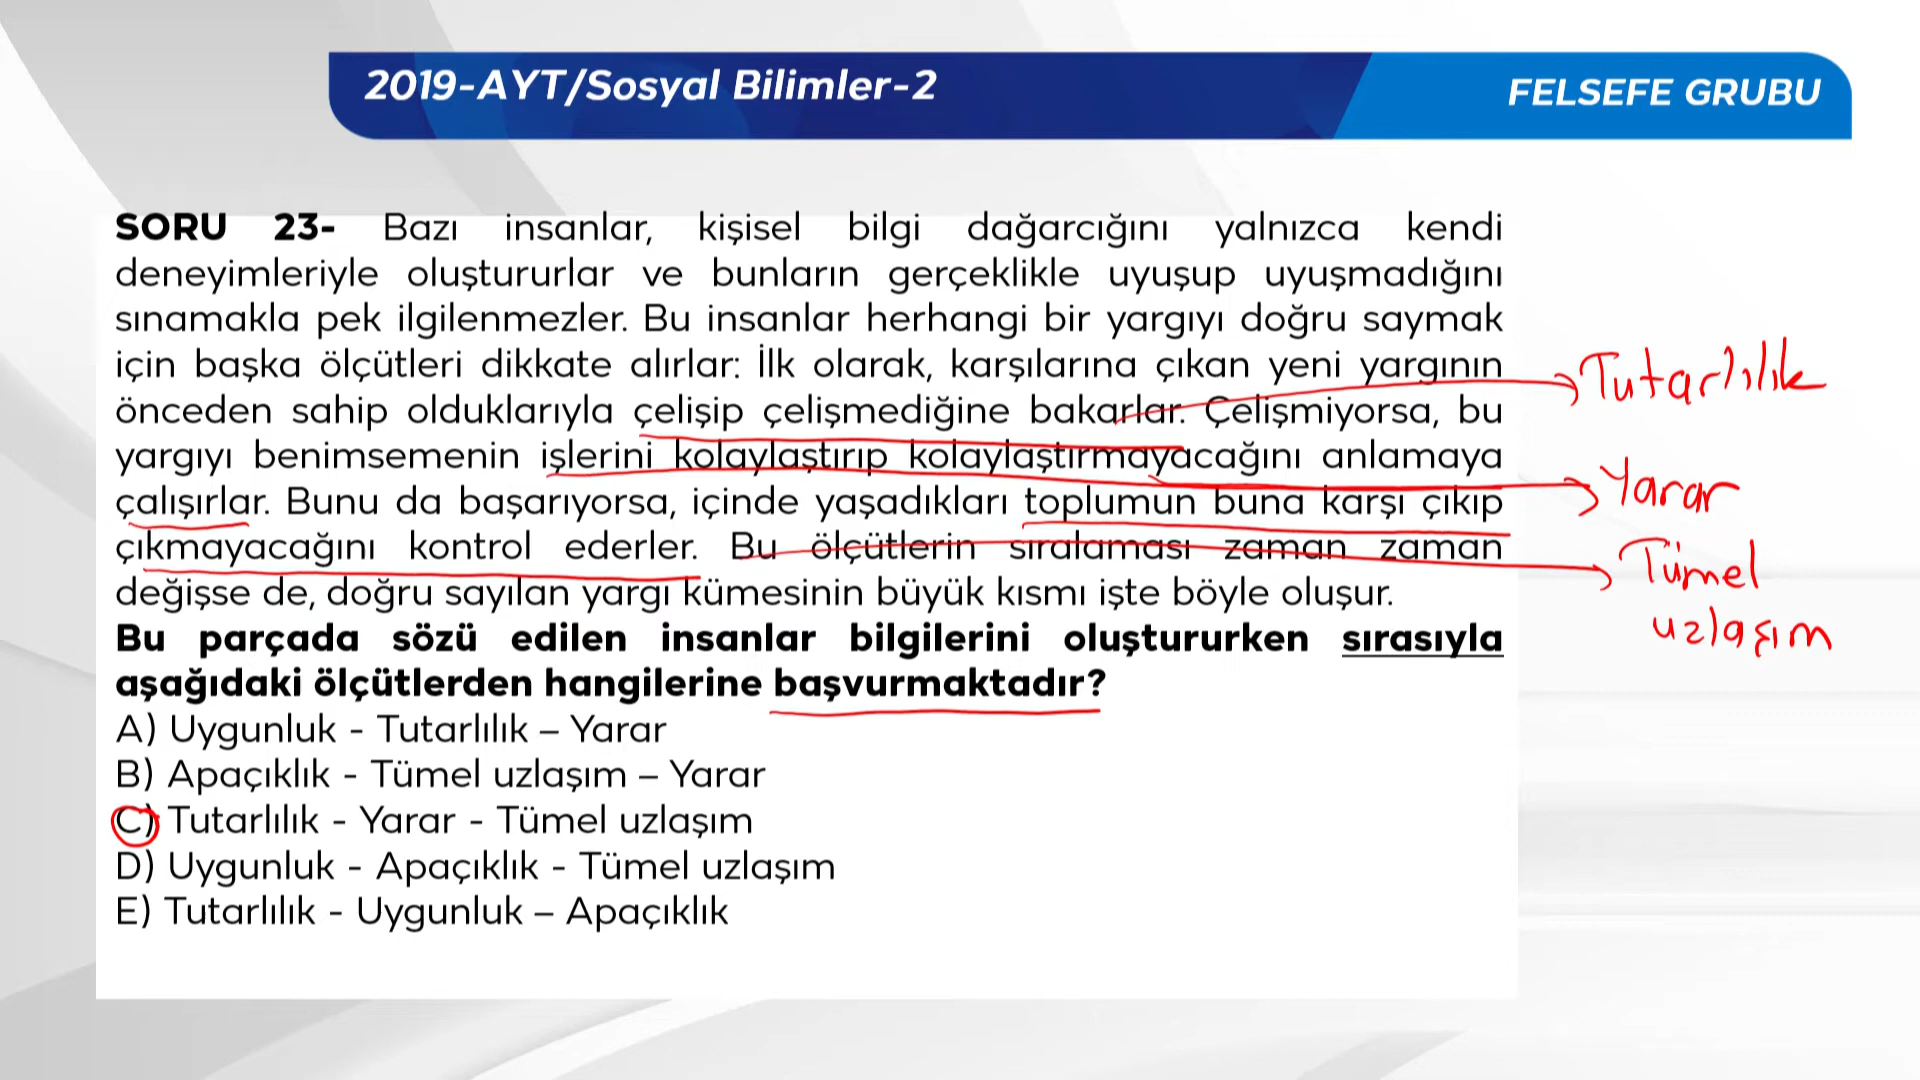 2019-AYT/Sosyal Bilimler-2
FELSEFE GRUBU
SORU 23- Bazı insanlar, kişisel bilgi dağarcığını yalnızca kendi
deneyimleriyle oluştururlar ve bunların gerçeklikle uyuşup uyuşmadığını
sınamakla pek ilgilenmezler. Bu insanlar herhangi bir yargıyı doğru saymak
için başka ölçütleri dikkate alırlar: İlk olarak, karşılarına çıkan yeni yargının
önceden sahip olduklarıyla çelişip çelişmediğine bakarlar. Çelişmiyorsa, bu
yargıyı benimsemenin işlerini kolaylaştırıp kolaylaştırmayacağını anlamaya
çalışırlar. Bunu da başarıyorsa, içinde yaşadıkları toplumun buna karşı çıkıp
çıkmayacağını kontrol ederler. Bu ölçütlerin sıralaması zaman zaman
değişse de, doğru sayılan yargı kümesinin büyük kısmı işte böyle oluşur.
Bu parçada sözü edilen insanlar bilgilerini oluştururken sırasıyla
aşağıdaki ölçütlerden hangilerine başvurmaktadır?
A) Uygunluk - Tutarlılık – Yarar
B) Apaçıklık - Tümel uzlaşım – Yarar
C) Tutarlılık - Yarar - Tümel uzlaşım
D) Uygunluk - Apaçıklık - Tümel uzlaşım
E) Tutarlılık - Uygunluk – Apaçıklık
Tutarlılık
Yarar
Tümel
uzlaşım